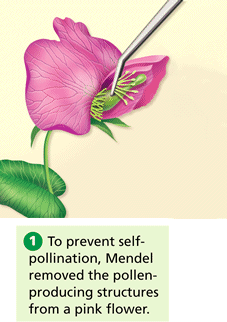 1 To prevent self-
pollination, Mendel
removed the pollen-
producing structures
from a pink flower.